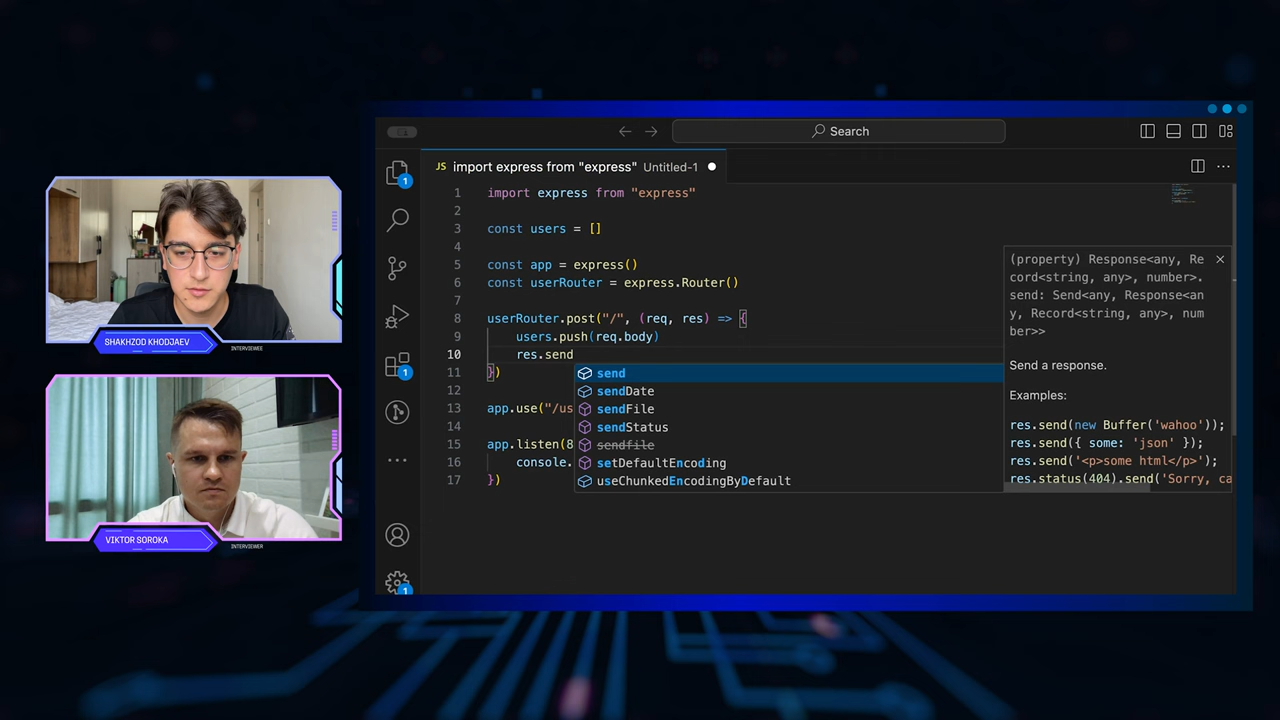 Search
1
JS import express from "express" Untitled-1
1 import express from "express"
2
3 const users = []
4
5 const app = express()
6 const userRouter = express.Router()
7
8 userRouter.post("/", (req, res) => {
9 users.push(req.body)
10 res.send
11 })
12
13 app.use("/us
14
15 app.listen(8
16 console.
17 })
send
sendDate
sendFile
sendStatus
sendfile
setDefaultEncoding
useChunkedEncodingByDefault
(property) Response<any, Re
cord<string, any>, number>.
send: Send<any, Response<an
y, Record<string, any>, num
ber>>
Send a response.
Examples:
res.send(new Buffer('wahoo'));
res.send({ some: 'json' });
res.send('<p>some html</p>');
res.status(404).send('Sorry, ca
1
1
SHAKHZOD KHODJAEV
INTERVIEWEE
VIKTOR SOROKA
INTERVIEWER